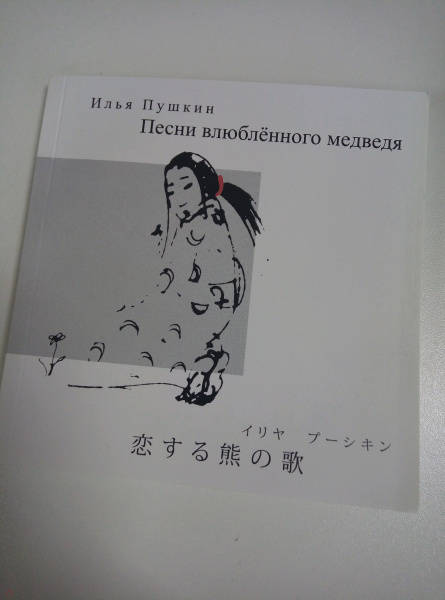 Илья Пушкин
Песни влюблённого медведя
イリヤ　プーシキン
恋する熊の歌